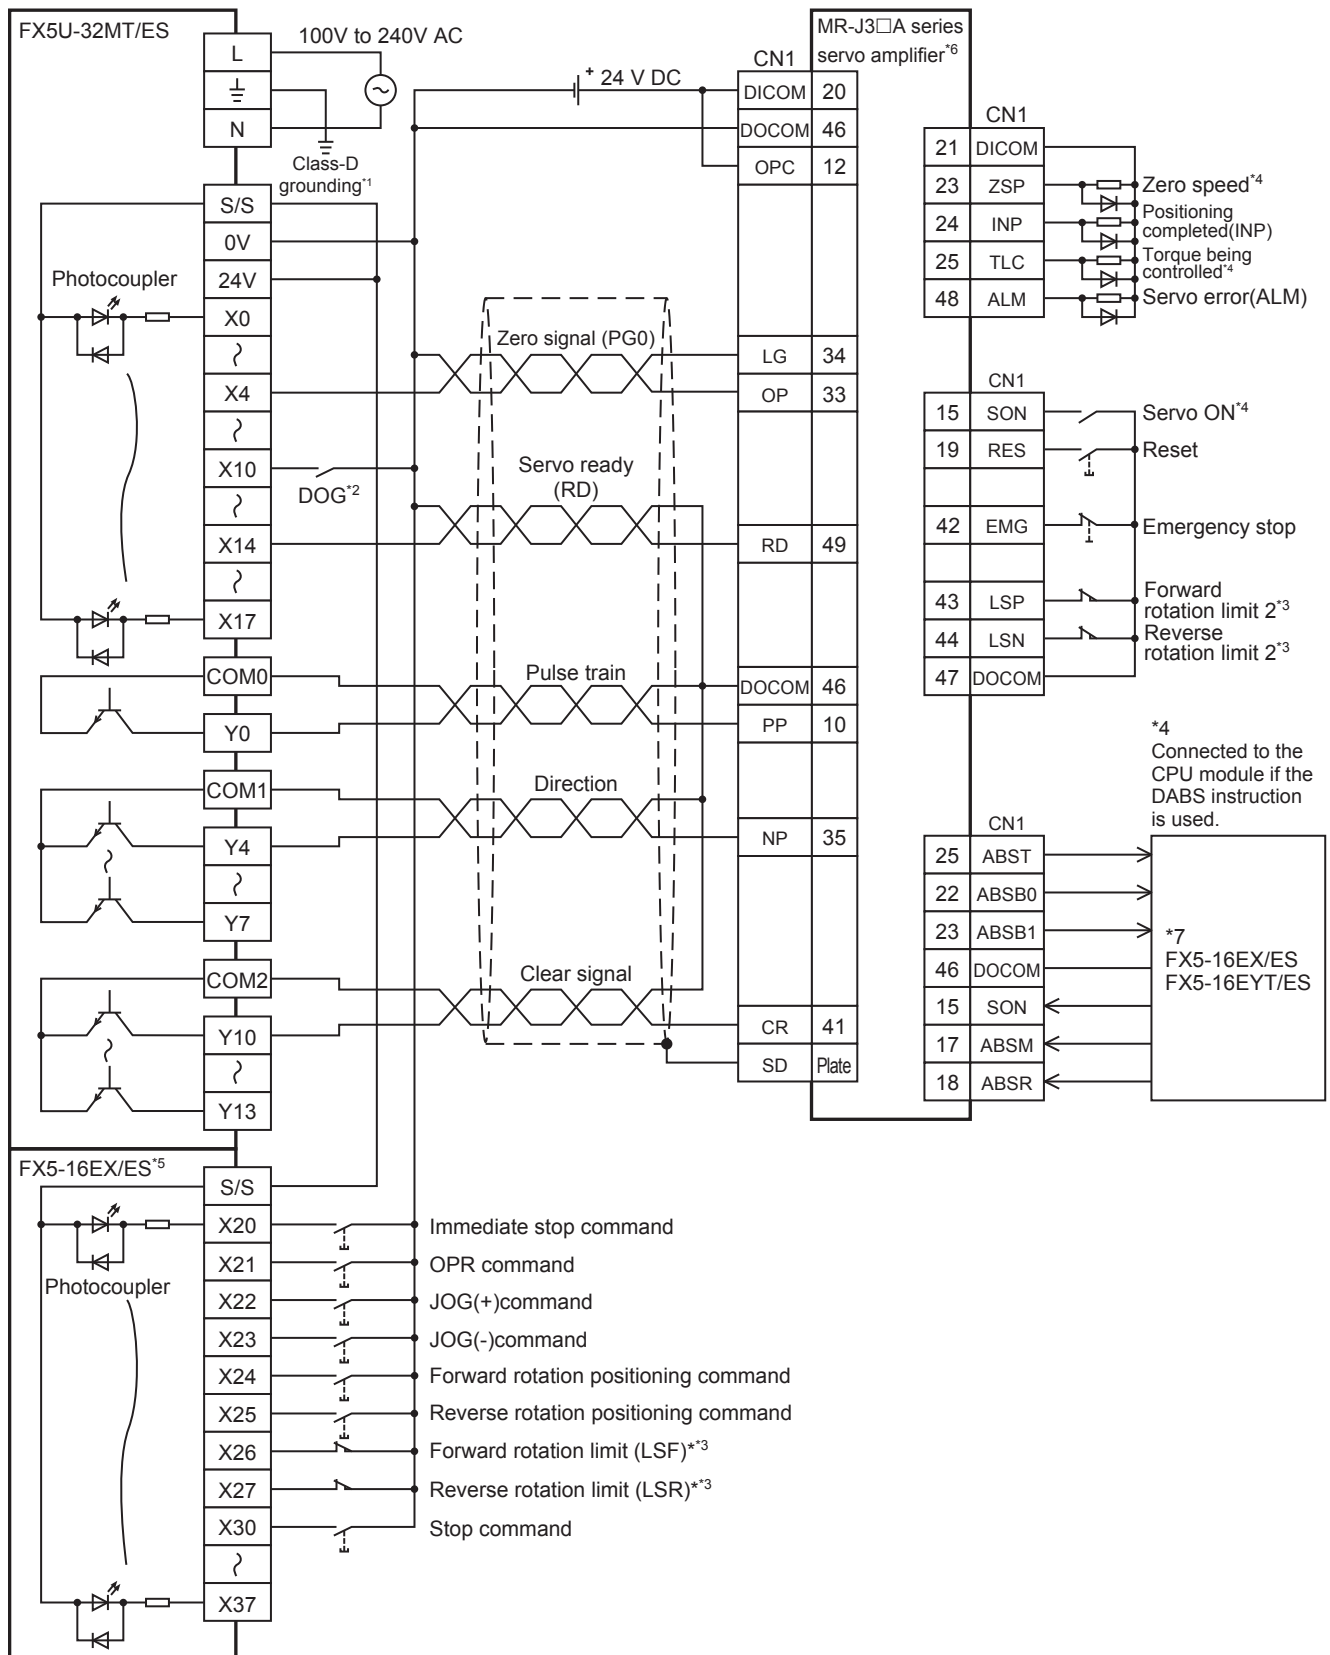 FX5U-32MT/ES
L
N
100V to 240V AC
Class-D
grounding*1
S/S
0V
24V
Photocoupler
X0
X4
X10
X14
X17
DOG*2
COM0
Y0
COM1
Y4
Y7
COM2
Y10
Y13
+ 24 V DC
Zero signal (PG0)
Servo ready
(RD)
Pulse train
Direction
Clear signal
MR-J3□A series
servo amplifier*6
CN1
DICOM 20
DOCOM 46
OPC 12
LG 34
OP 33
RD 49
DOCOM 46
PP 10
NP 35
CR 41
SD Plate
CN1
21 DICOM
23 ZSP Zero speed*4
24 INP Positioning
completed(INP)
25 TLC Torque being
controlled*4
48 ALM Servo error(ALM)
CN1
15 SON Servo ON*4
19 RES Reset
42 EMG Emergency stop
43 LSP Forward
rotation limit 2*3
44 LSN Reverse
rotation limit 2*3
47 DOCOM
*4
Connected to the
CPU module if the
DABS instruction
is used.
CN1
25 ABST
22 ABSB0
23 ABSB1
46 DOCOM
15 SON
17 ABSM
18 ABSR
*7
FX5-16EX/ES
FX5-16EYT/ES
FX5-16EX/ES*5
S/S
Photocoupler
X20 Immediate stop command
X21 OPR command
X22 JOG(+)command
X23 JOG(-)command
X24 Forward rotation positioning command
X25 Reverse rotation positioning command
X26 Forward rotation limit (LSF)**3
X27 Reverse rotation limit (LSR)**3
X30 Stop command
X37